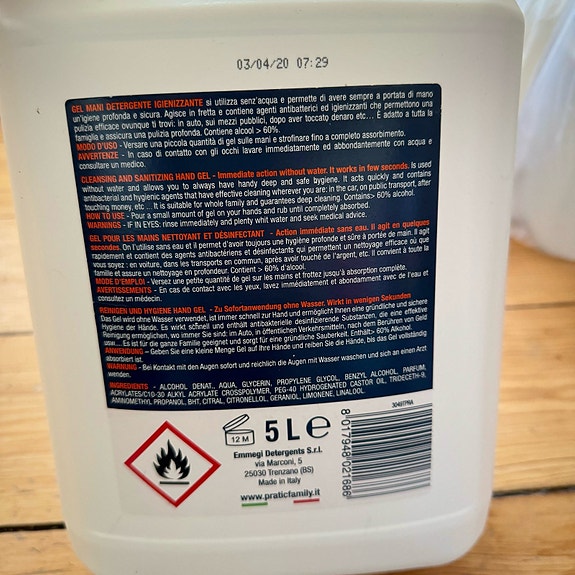 03/04/20 07:29
GEL MANI DETERGENTE IGIENIZZANTE si utilizza senz'acqua e permette di avere sempre a portata di mano
un'igiene profonda e sicura. Agisce in fretta e contiene agenti antibatterici ed igienizzanti che permettono una
pulizia efficace ovunque ti trovi: in auto, sui mezzi pubblici, dopo aver toccato denaro etc... È adatto a tutta la
famiglia e assicura una pulizia profonda. Contiene alcool > 60%.
MODO D'USO - Versare una piccola quantità di gel sulle mani e strofinare fino a completo assorbimento.
AVVERTENZE - In caso di contatto con gli occhi lavare immediatamente ed abbondantemente con acqua e
consultare un medico.
CLEANSING AND SANITIZING HAND GEL - Immediate action without water. It works in few seconds. Is used
without water and allows you to always have handy deep and safe hygiene. It acts quickly and contains
antibacterial and hygienic agents that have effective cleaning wherever you are: in the car, on public transport, after
touching money, etc ... It is suitable for whole family and guarantees deep cleaning. Contains> 60% alcohol.
HOW TO USE - Pour a small amount of gel on your hands and rub until completely absorbed.
WARNINGS - IF IN EYES: rinse immediately and plenty whit water and seek medical advice.
GEL POUR LES MAINS NETTOYANT ET DÉSINFECTANT - Action immédiate sans eau. Il agit en quelques
secondes. On l'utilise sans eau et il permet d'avoir toujours une hygiène profonde et sûre à portée de main. Il agit
rapidement et contient des agents antibactériens et désinfectants qui permettent un nettoyage efficace où que
vous soyez : en voiture, dans les transports en commun, après avoir touché de l'argent, etc. Il convient à toute la
famille et assure un nettoyage en profondeur. Contient > 60% d'alcool.
MODE D'EMPLOI - Versez une petite quantité de gel sur les mains et frottez jusqu'à absorption complète.
AVERTISSEMENTS - En cas de contact avec les yeux, lavez immédiatement et abondamment avec de l'eau et
consultez un médecin.
REINIGEN UND HYGIENE HAND GEL - Zu Sofortanwendung ohne Wasser. Wirkt in wenigen Sekunden
Das Gel wird ohne Wasser verwendet, ist immer schnell zur Hand und ermöglicht Ihnen eine gründliche und sichere
Hygiene der Hände. Es wirkt schnell und enthält antibakterielle desinfizierende Substanzen, die eine effektive
Reinigung ermöglichen, wo immer Sie sind: im Auto, in öffentlichen Verkehrsmitteln, nach dem Berühren von Geld
usw... Es ist für die ganze Familie geeignet und sorgt für eine gründliche Sauberkeit. Enthält> 60% Alkohol.
ANWENDUNG – Geben Sie eine kleine Menge Gel auf Ihre Hände und reiben Sie die Hände, bis das Gel vollständig
absorbiert ist.
WARNUNG - Bei Kontakt mit den Augen sofort und reichlich die Augen mit Wasser waschen und sich an einen Arzt
wenden.
INGREDIENTS - ALCOHOL DENAT., AQUA, GLYCERIN, PROPYLENE GLYCOL, BENZYL ALCOHOL, PARFUM,
ACRYLATES/C10-30 ALKYL ACRYLATE CROSSPOLYMER, PEG-40 HYDROGENATED CASTOR OIL, TRIDECETH-9,
AMINOMETHYL PROPANOL, BHT, CITRAL, CITRONELLOL, GERANIOL, LIMONENE, LINALOOL.
12 M 5 L e
Emmegi Detergents S.r.l.
via Marconi, 5
25030 Trenzano (BS)
Made in Italy
www.praticfamily.it
8 017948 021686